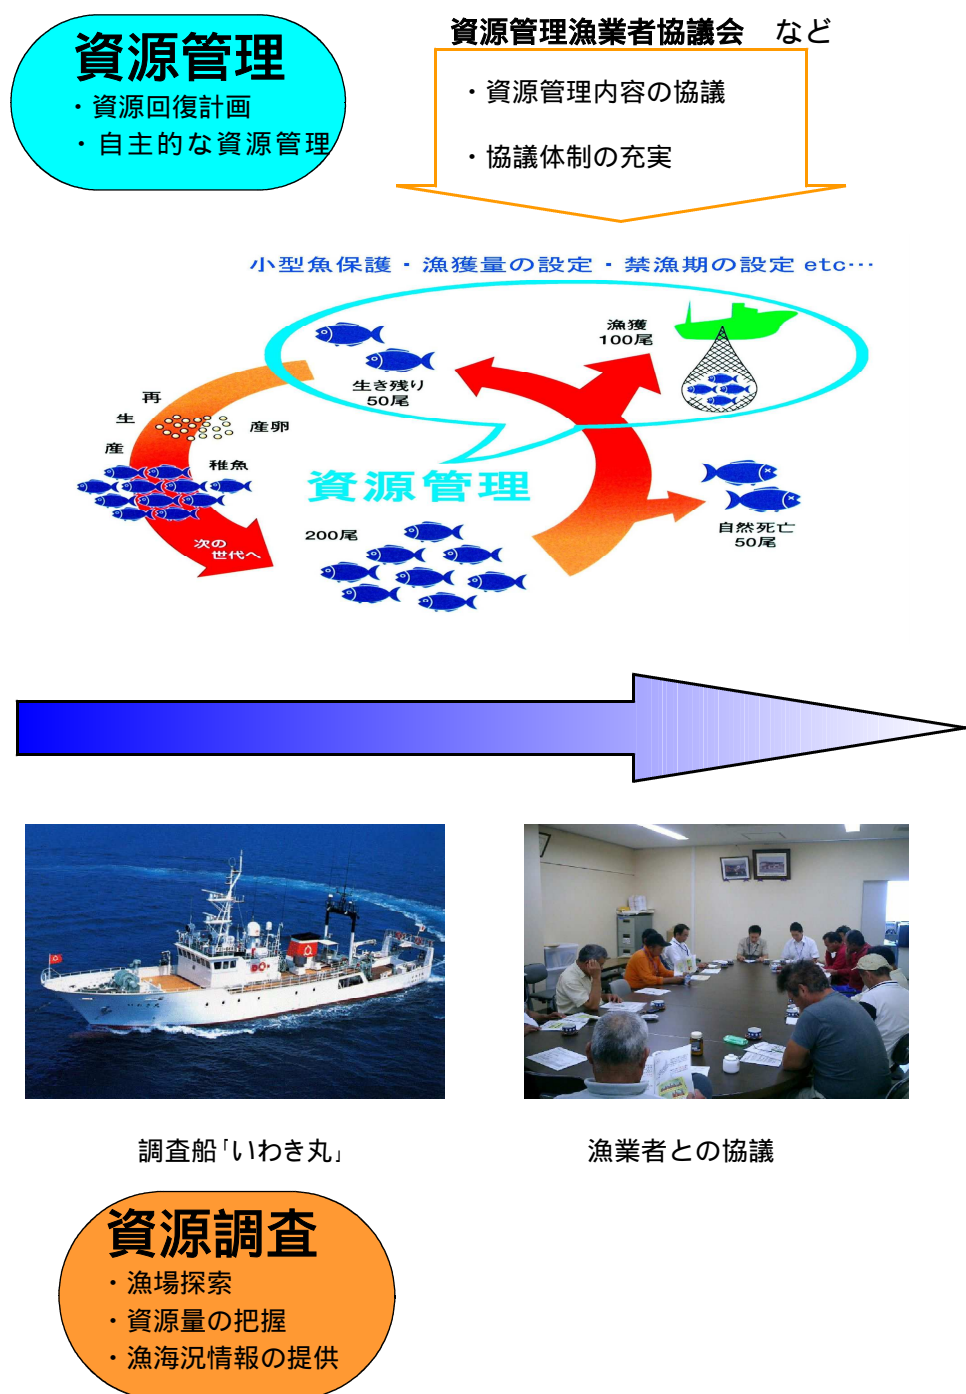 資源管理
・資源回復計画
・自主的な資源管理
資源管理漁業者協議会　など
・資源管理内容の協議
・協議体制の充実
小型魚保護・漁獲量の設定・禁漁期の設定 etc…
漁獲
100尾
生き残り
50尾
再生産
産卵
稚魚
資源管理
次の
世代へ
200尾
自然死亡
50尾
調査船「いわき丸」
漁業者との協議
資源調査
・漁場探索
・資源量の把握
・漁海況情報の提供